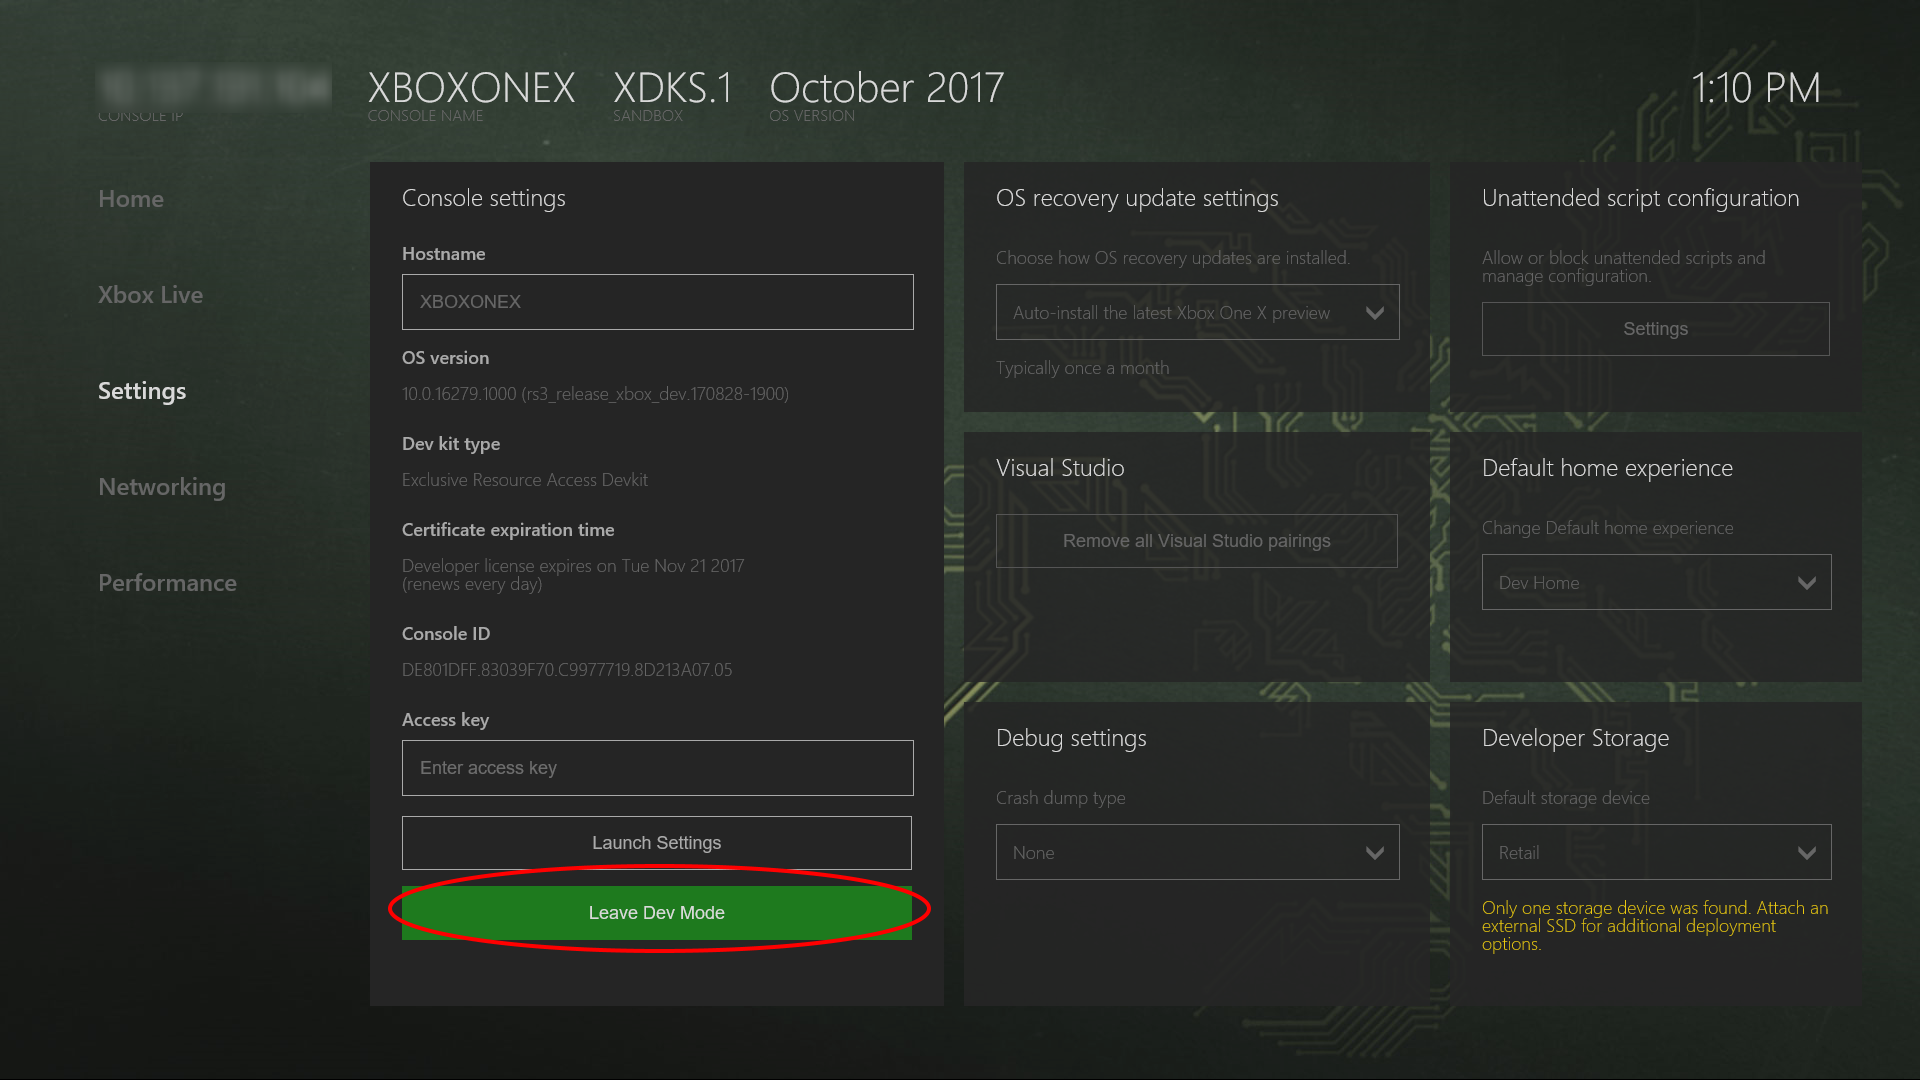 XBOXONEX XDKS.1 October 2017 1:10 PM
CONSOLE IP CONSOLE NAME SANDBOX OS VERSION
Home
Xbox Live
Settings
Networking
Performance
Console settings
Hostname
XBOXONEX
OS version
10.0.16279.1000 (rs3_release_xbox_dev.170828-1900)
Dev kit type
Exclusive Resource Access Devkit
Certificate expiration time
Developer license expires on Tue Nov 21 2017
(renews every day)
Console ID
DE801DFF.83039F70.C9977719.8D213A07.05
Access key
Enter access key
Launch Settings
Leave Dev Mode
OS recovery update settings
Choose how OS recovery updates are installed.
Auto-install the latest Xbox One X preview
Typically once a month
Unattended script configuration
Allow or block unattended scripts and
manage configuration.
Settings
Visual Studio
Remove all Visual Studio pairings
Default home experience
Change Default home experience
Dev Home
Debug settings
Crash dump type
None
Developer Storage
Default storage device
Retail
Only one storage device was found. Attach an
external SSD for additional deployment
options.